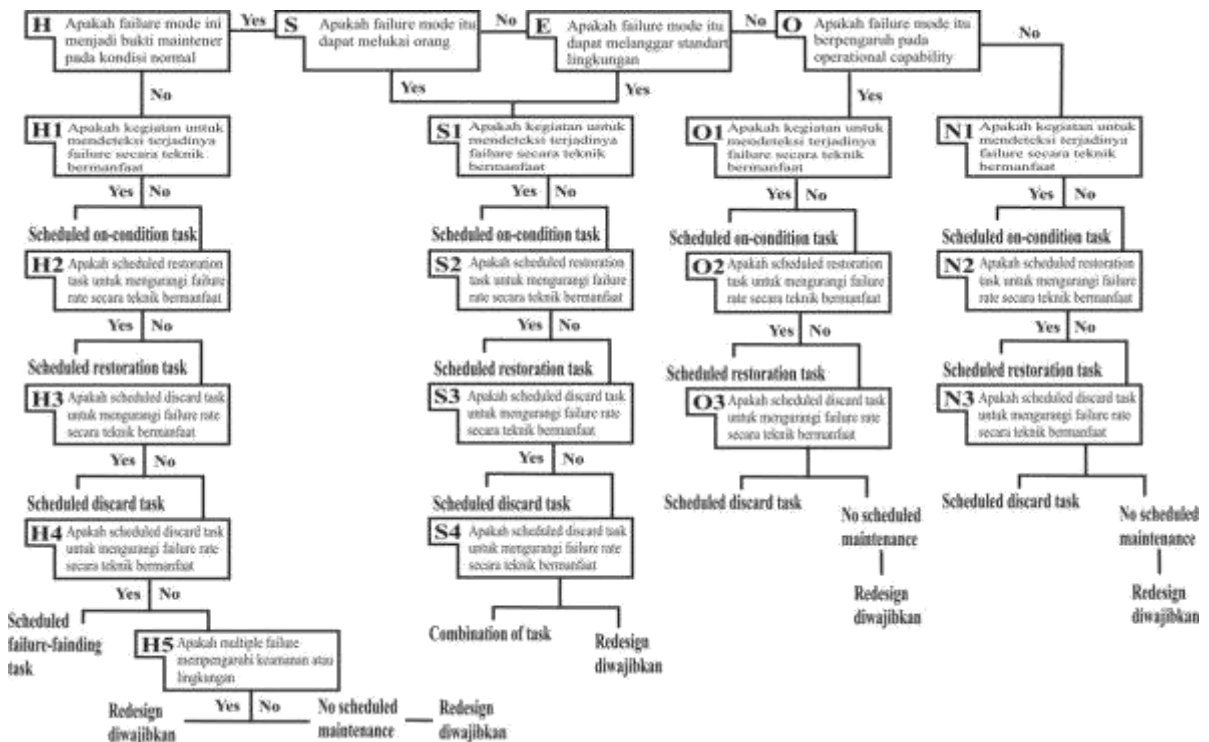 H Apakah failure mode ini
menjadi bukti maintener
pada kondisi normal
Yes
S Apakah failure mode itu
dapat melukai orang
No
E Apakah failure mode itu
dapat melanggar standart
lingkungan
No
O Apakah failure mode itu
berpengaruh pada
operational capability
No
No
Yes
Yes
Yes
H1 Apakah kegiatan untuk
mendeteksi terjadinya
failure secara teknik
bermanfaat
S1 Apakah kegiatan untuk
mendeteksi terjadinya
failure secara teknik
bermanfaat
O1 Apakah kegiatan untuk
mendeteksi terjadinya
failure secara teknik
bermanfaat
N1 Apakah kegiatan untuk
mendeteksi terjadinya
failure secara teknik
bermanfaat
Yes No
Yes No
Yes No
Yes No
Scheduled on-condition task
Scheduled on-condition task
Scheduled on-condition task
Scheduled on-condition task
H2 Apakah scheduled restoration
task untuk mengurangi failure
rate secara teknik bermanfaat
S2 Apakah scheduled restoration
task untuk mengurangi failure
rate secara teknik bermanfaat
O2 Apakah scheduled restoration
task untuk mengurangi failure
rate secara teknik bermanfaat
N2 Apakah scheduled restoration
task untuk mengurangi failure
rate secara teknik bermanfaat
Yes No
Yes No
Yes No
Yes No
Scheduled restoration task
Scheduled restoration task
Scheduled restoration task
Scheduled restoration task
H3 Apakah scheduled discard task
untuk mengurangi failure rate
secara teknik bermanfaat
S3 Apakah scheduled discard task
untuk mengurangi failure rate
secara teknik bermanfaat
O3 Apakah scheduled discard task
untuk mengurangi failure rate
secara teknik bermanfaat
N3 Apakah scheduled discard task
untuk mengurangi failure rate
secara teknik bermanfaat
Yes No
Yes No
Scheduled discard task
Scheduled discard task
Scheduled discard task
Scheduled discard task
No scheduled
maintenance
No scheduled
maintenance
H4 Apakah scheduled discard task
untuk mengurangi failure rate
secara teknik bermanfaat
S4 Apakah scheduled discard task
untuk mengurangi failure rate
secara teknik bermanfaat
Redesign
diwajibkan
Redesign
diwajibkan
Yes No
Scheduled
failure-fainding
task
H5 Apakah multiple failure
mempengaruhi keamanan atau
lingkungan
Combination of task
Redesign
diwajibkan
Yes No
Redesign
diwajibkan
No scheduled
maintenance
Redesign
diwajibkan